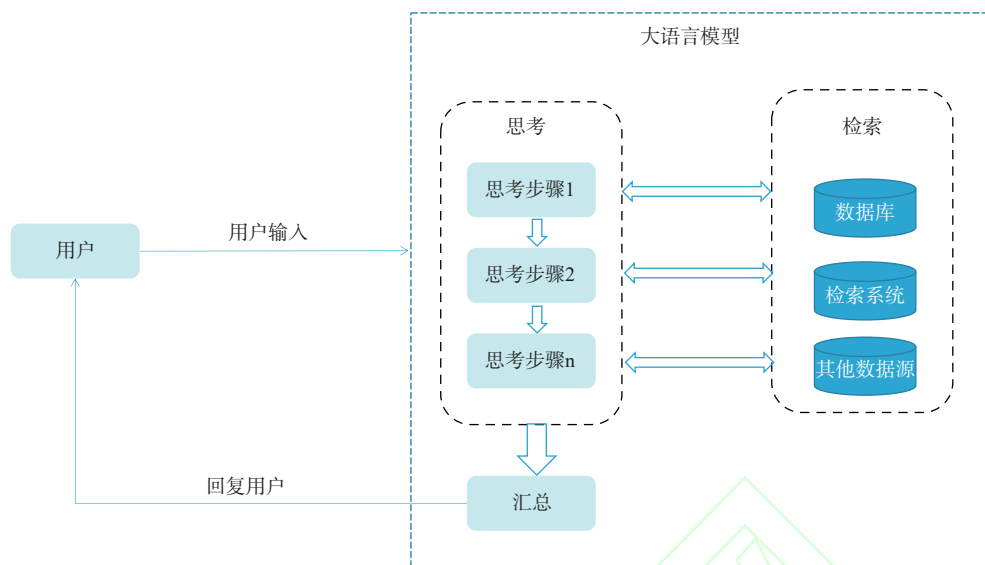 大语言模型
思考
检索
思考步骤1
数据库
用户
用户输入
思考步骤2
检索系统
思考步骤n
其他数据源
回复用户
汇总